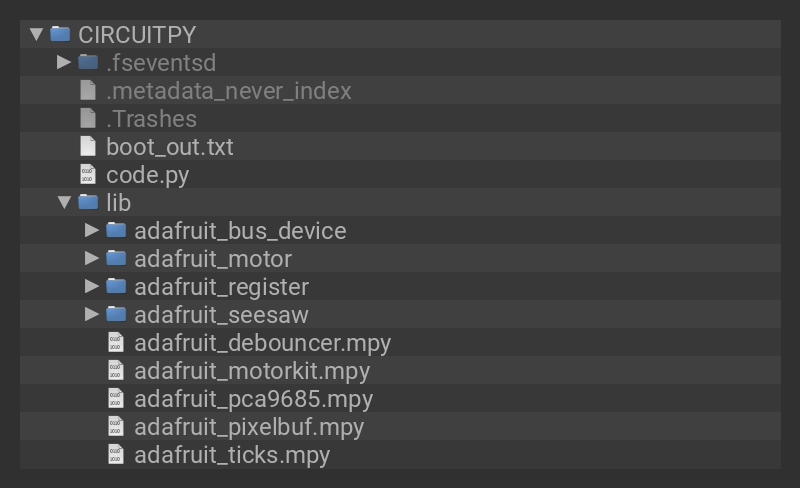 CIRCUITPY
.fseventsd
.metadata_never_index
.Trashes
boot_out.txt
code.py
lib
adafruit_bus_device
adafruit_motor
adafruit_register
adafruit_seesaw
adafruit_debouncer.mpy
adafruit_motorkit.mpy
adafruit_pca9685.mpy
adafruit_pixelbuf.mpy
adafruit_ticks.mpy